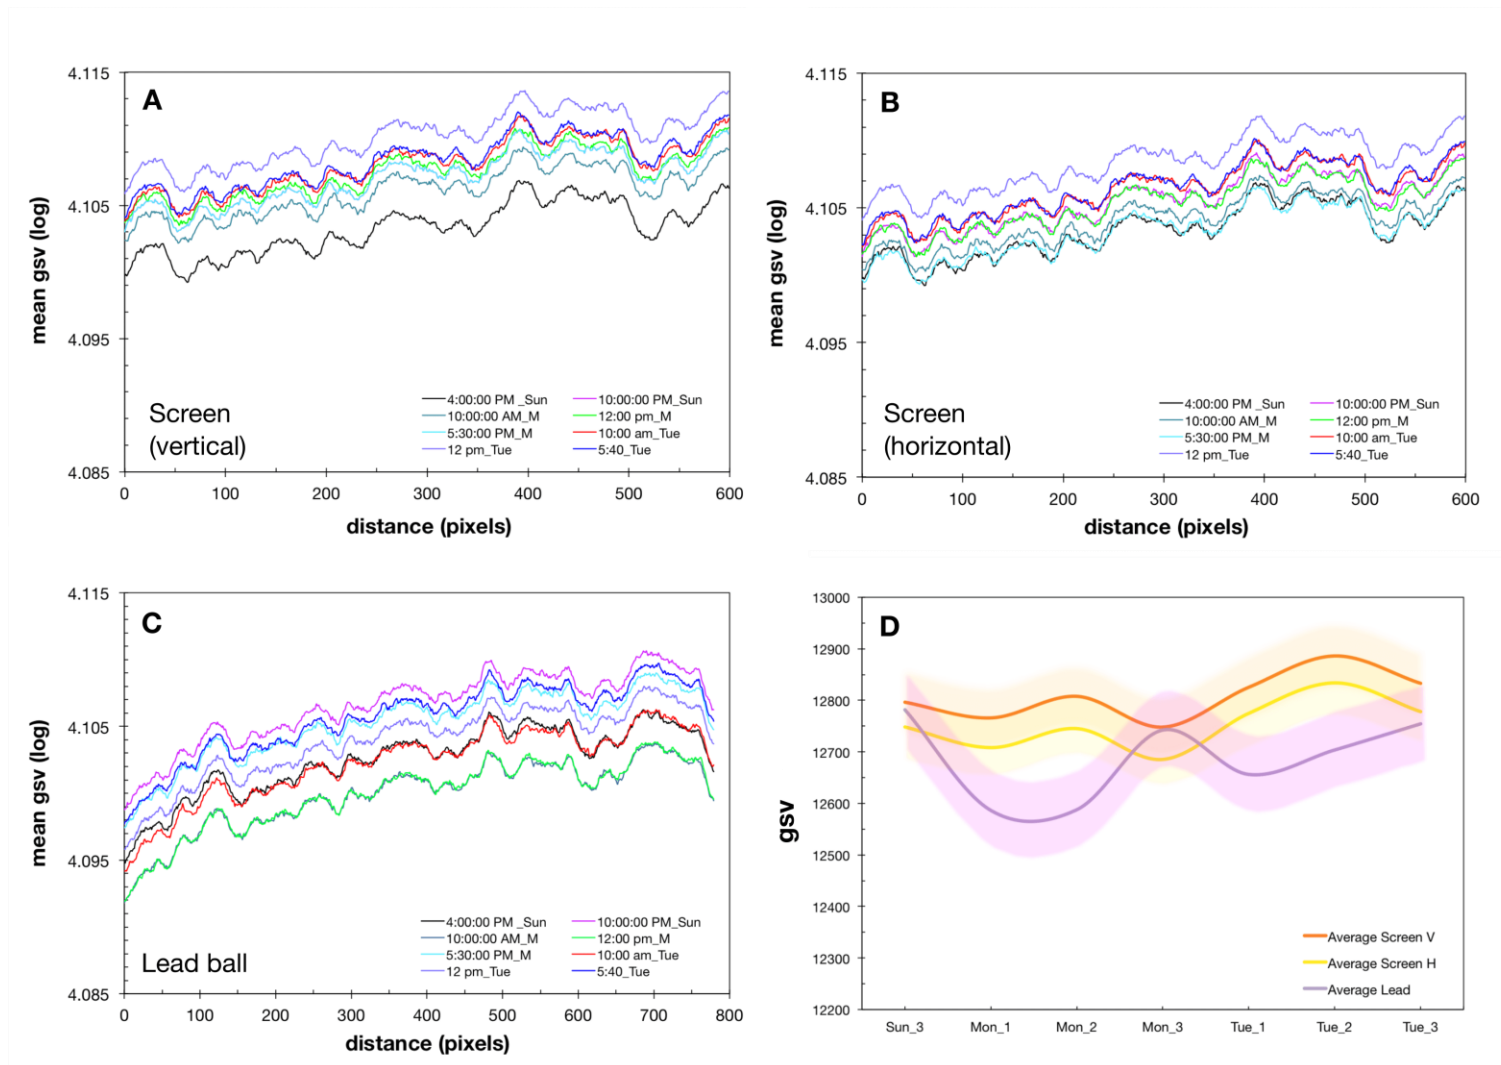 4.115
A
4.105
4.095
4.085
mean gsv (log)
Screen
(vertical)
4:00:00 PM _Sun 10:00:00 PM_Sun
10:00:00 AM_M 12:00 pm_M
5:30:00 PM_M 10:00 am_Tue
12 pm_Tue 5:40_Tue
0 100 200 300 400 500 600
distance (pixels)
4.115
B
4.105
4.095
4.085
mean gsv (log)
Screen
(horizontal)
4:00:00 PM _Sun 10:00:00 PM_Sun
10:00:00 AM_M 12:00 pm_M
5:30:00 PM_M 10:00 am_Tue
12 pm_Tue 5:40_Tue
0 100 200 300 400 500 600
distance (pixels)
4.115
C
4.105
4.095
4.085
mean gsv (log)
Lead ball
4:00:00 PM _Sun 10:00:00 PM_Sun
10:00:00 AM_M 12:00 pm_M
5:30:00 PM_M 10:00 am_Tue
12 pm_Tue 5:40_Tue
0 100 200 300 400 500 600 700 800
distance (pixels)
13000
D
12900
12800
12700
12600
12500
12400
12300
12200
gsv
Average Screen V
Average Screen H
Average Lead
Sun_3 Mon_1 Mon_2 Mon_3 Tue_1 Tue_2 Tue_3